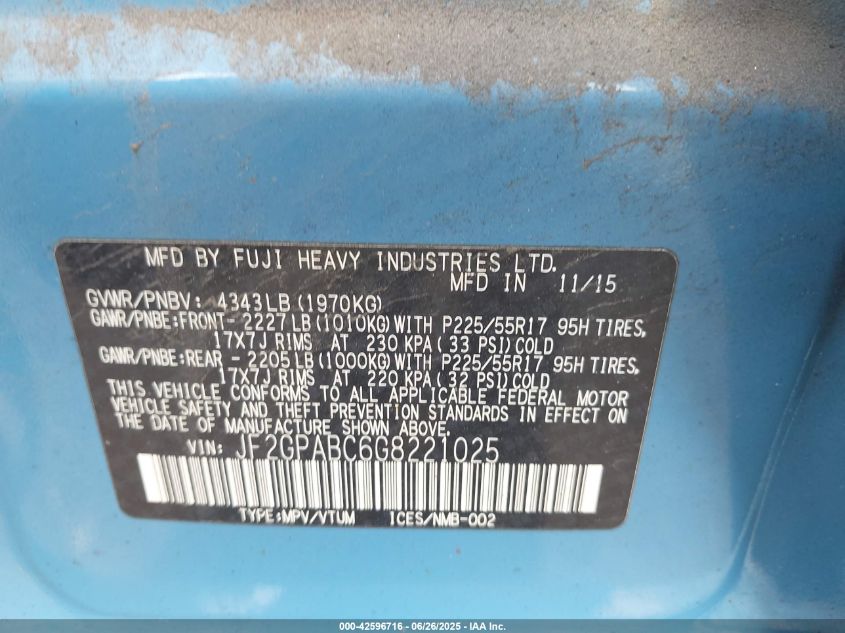 MFD BY FUJI HEAVY INDUSTRIES LTD.
MFD IN 11/15
GVWR/PNBV: 4343LB(1970KG)
GAWR/PNBE:FRONT- 2227LB(1010KG)WITH P225/55R17 95H TIRES,
17X7J RIMS AT 230 KPA( 33 PSI)COLD
GAWR/PNBE:REAR - 2205LB(1000KG)WITH P225/55R17 95H TIRES,
17X7J RIMS AT 220 KPA( 32 PSI)COLD
THIS VEHICLE CONFORMS TO ALL APPLICABLE FEDERAL MOTOR
VEHICLE SAFETY AND THEFT PREVENTION STANDARDS IN EFFECT ON
THE DATE OF MANUFACTURE SHOWN ABOVE.
VIN: JF2GPABC6G8221025
TYPE:MPV/VTUM ICES/NMB-002
000-42596716 - 06/26/2025 - IAA Inc.